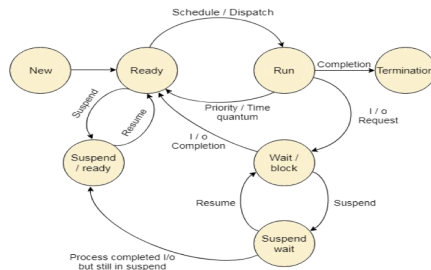 Schedule / Dispatch
New
Ready
Run
Completion
Termination
Priority / Time
quantum
Suspend
Resume
I / o
Completion
I / o
Request
Suspend
/ ready
Wait /
block
Resume
Suspend
Suspend
wait
Process completed I/o
but still in suspend